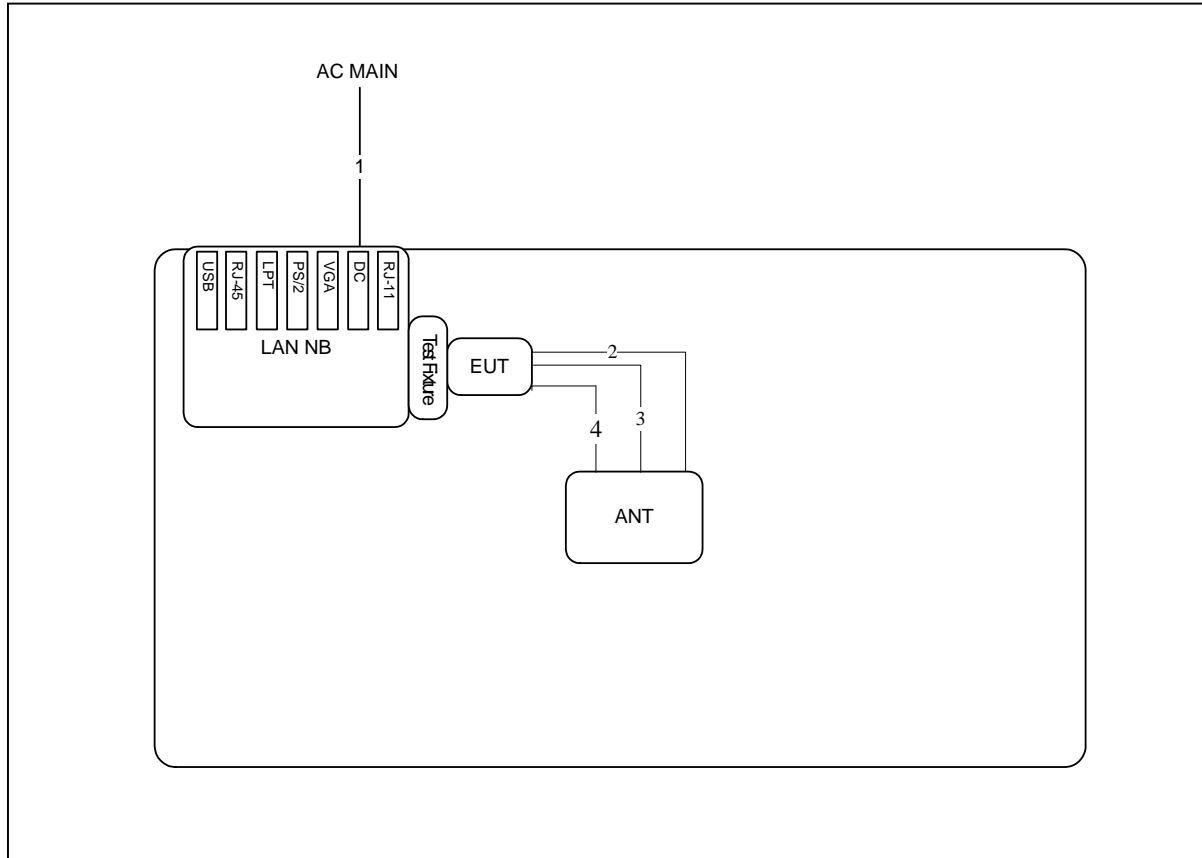 AC MAIN
1
USB
RJ-45
LPT
PS/2
VGA
DC
RJ-11
LAN NB
Test Fixture
EUT
2
3
4
ANT